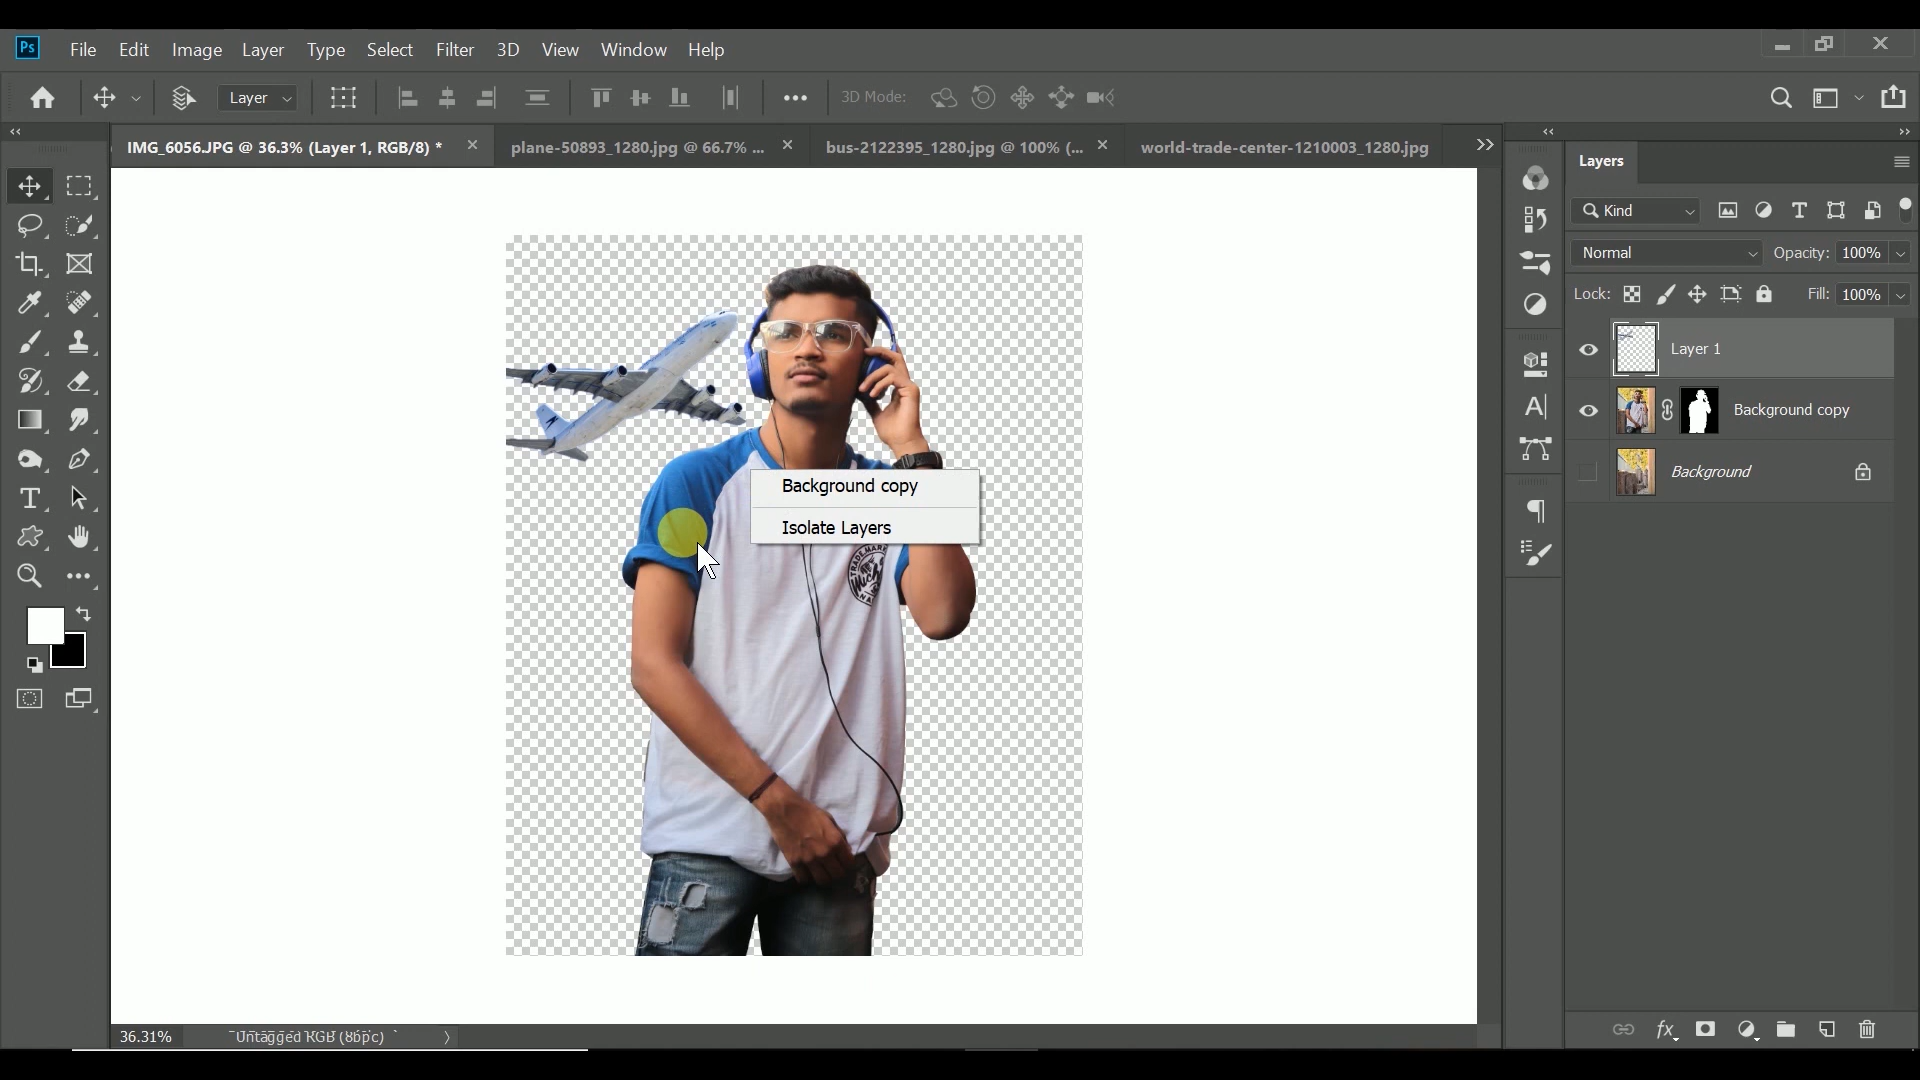 Ps File Edit Image Layer Type Select Filter 3D View Window Help
Layer 3D Mode:
IMG_6056.JPG @ 36.3% (Layer 1, RGB/8) * plane-50893_1280.jpg @ 66.7% ... bus-2122395_1280.jpg @ 100% (... world-trade-center-1210003_1280.jpg
Layers
Kind
Normal Opacity: 100%
Lock: Fill: 100%
Layer 1
Background copy
Background
Background copy
Isolate Layers
TRADE MARK
36.31% Untagged RGB (8bpc)